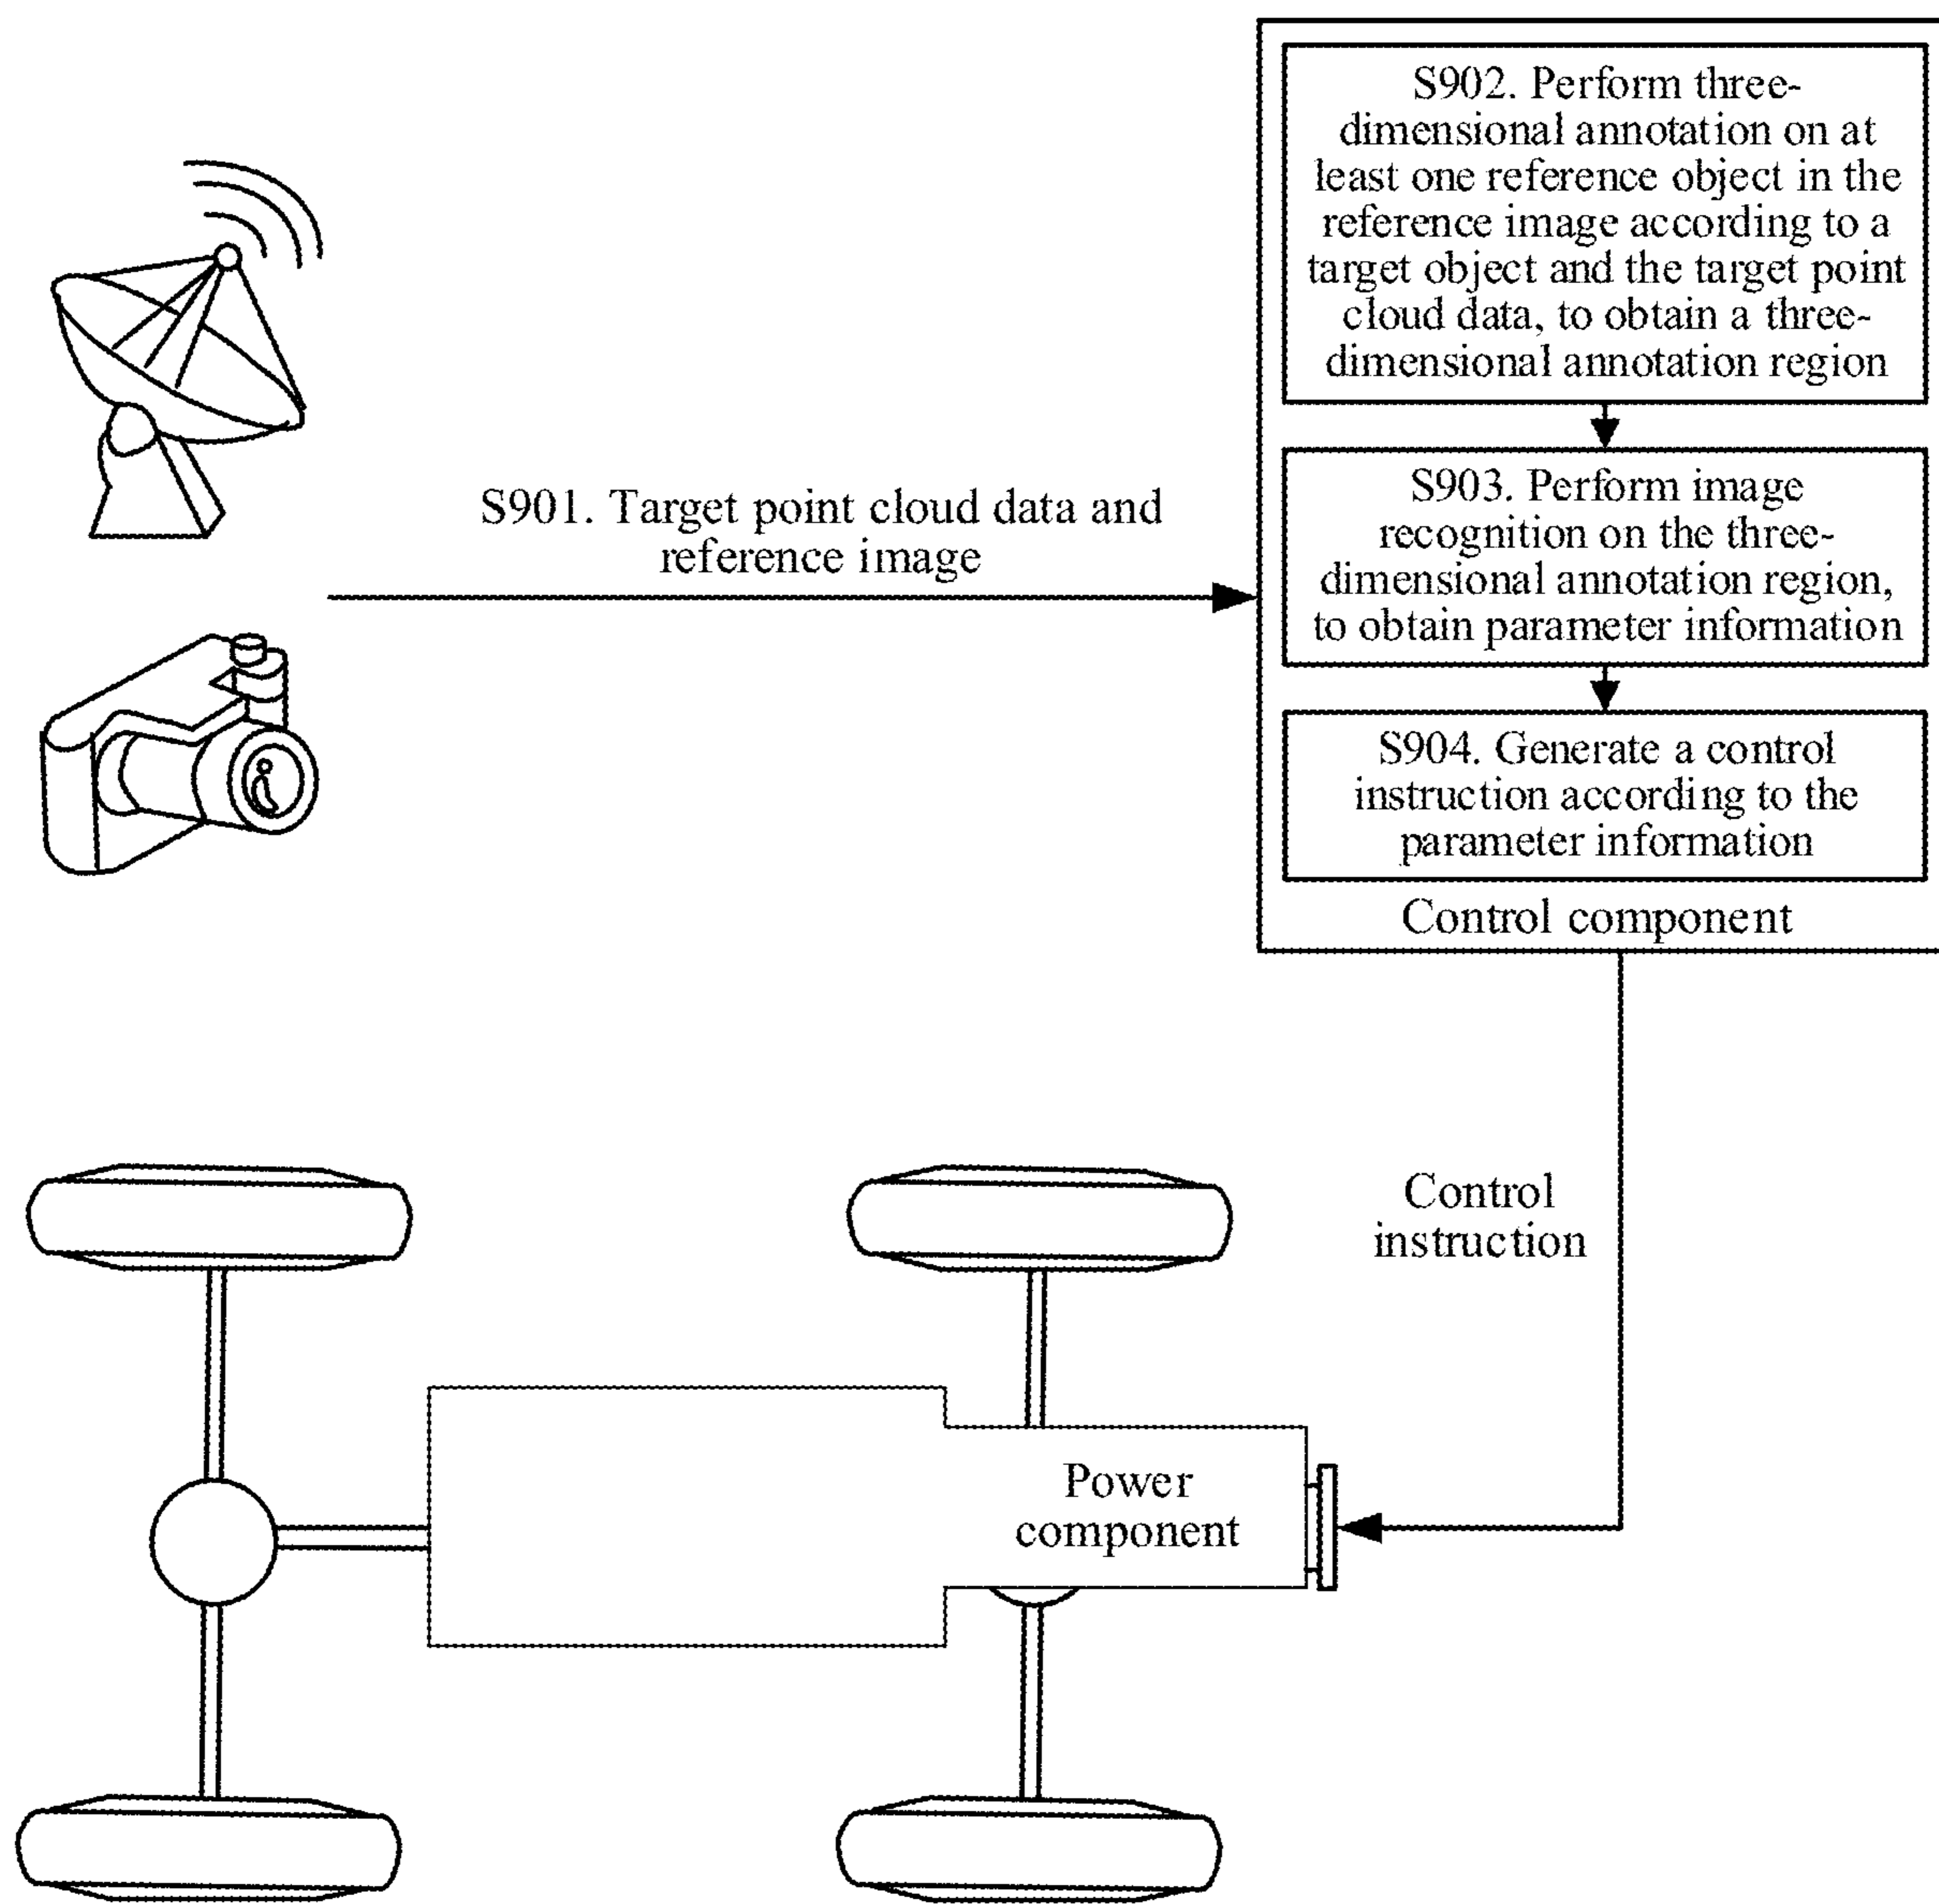 S902. Perform three-
dimensional annotation on at
least one reference object in the
reference image according to a
target object and the target point
cloud data, to obtain a three-
dimensional annotation region
S901. Target point cloud data and
reference image
S903. Perform image
recognition on the three-
dimensional annotation region,
to obtain parameter information
S904. Generate a control
instruction according to the
parameter information
Control component
Control
instruction
Power
component